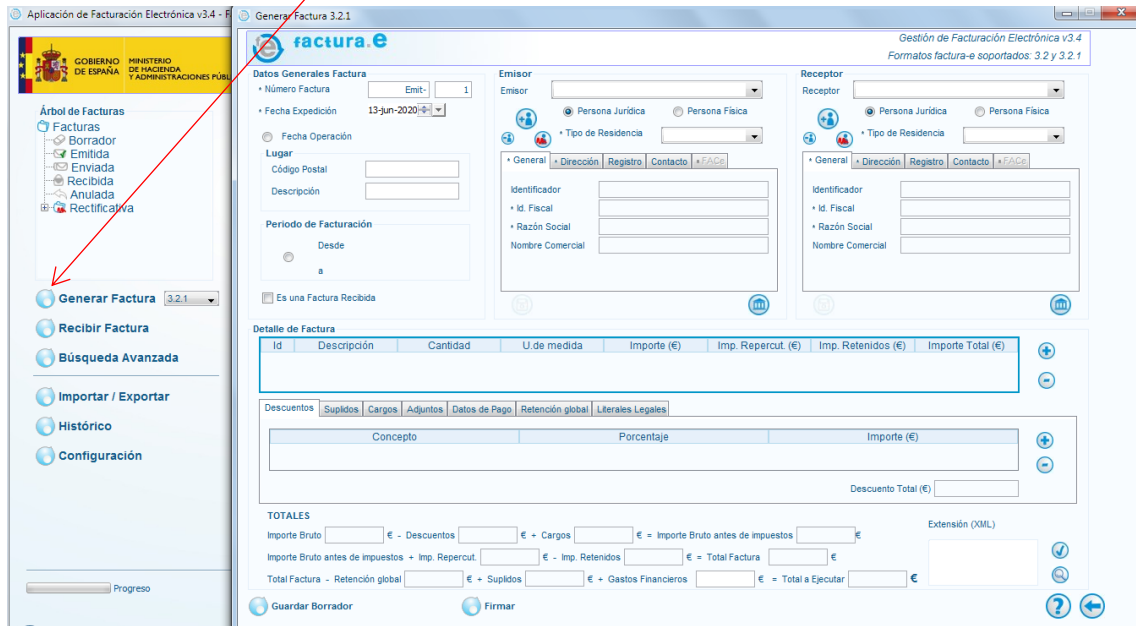 Aplicación de Facturación Electrónica v3.4 - F
GOBIERNO DE ESPAÑA
MINISTERIO DE HACIENDA Y ADMINISTRACIONES PÚBL
Árbol de Facturas
Facturas
Borrador
Emitida
Enviada
Recibida
Anulada
Rectificativa
Generar Factura 3.2.1
Recibir Factura
Búsqueda Avanzada
Importar / Exportar
Histórico
Configuración
Progreso
Generar Factura 3.2.1
factura.e
Gestión de Facturación Electrónica v3.4
Formatos factura-e soportados: 3.2 y 3.2.1
Datos Generales Factura
* Número Factura Emit- 1
* Fecha Expedición 13-jun-2020
Fecha Operación
Lugar
Código Postal
Descripción
Periodo de Facturación
Desde
a
Es una Factura Recibida
Emisor
Emisor
Persona Jurídica Persona Física
* Tipo de Residencia
* General * Dirección Registro Contacto * FACe
Identificador
* Id. Fiscal
* Razón Social
Nombre Comercial
Receptor
Receptor
Persona Jurídica Persona Física
* Tipo de Residencia
* General * Dirección Registro Contacto * FACe
Identificador
* Id. Fiscal
* Razón Social
Nombre Comercial
Detalle de Factura
Id Descripción Cantidad U.de medida Importe (€) Imp. Repercut. (€) Imp. Retenidos (€) Importe Total (€)
Descuentos Suplidos Cargos Adjuntos Datos de Pago Retención global Literales Legales
Concepto Porcentaje Importe (€)
Descuento Total (€)
TOTALES
Importe Bruto € - Descuentos € + Cargos € = Importe Bruto antes de impuestos €
Importe Bruto antes de impuestos + Imp. Repercut. € - Imp. Retenidos € = Total Factura €
Total Factura - Retención global € + Suplidos € + Gastos Financieros € = Total a Ejecutar €
Extensión (XML)
Guardar Borrador Firmar